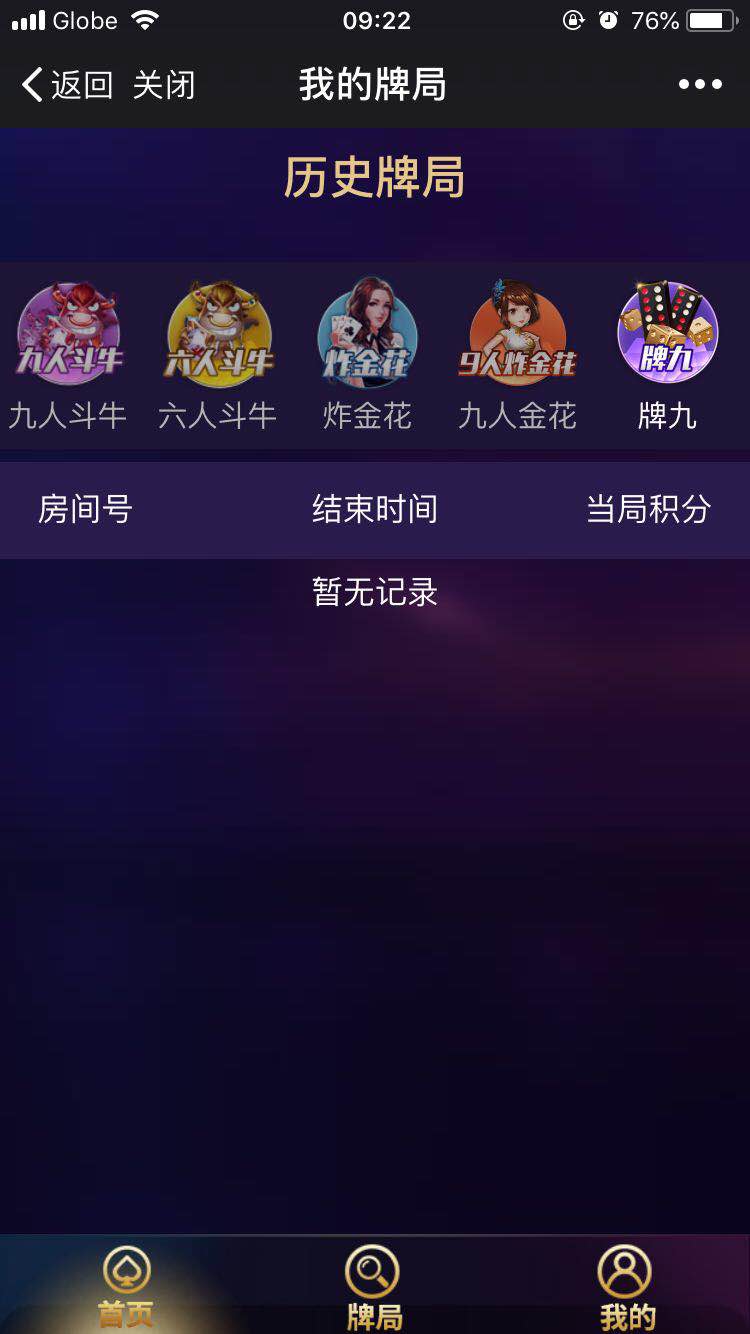 Globe 09:22 76%
返回 关闭 我的牌局
历史牌局
九人斗牛 六人斗牛 炸金花 9人炸金花 牌九
九人斗牛 六人斗牛 炸金花 九人金花 牌九
房间号 结束时间 当局积分
暂无记录
首页 牌局 我的